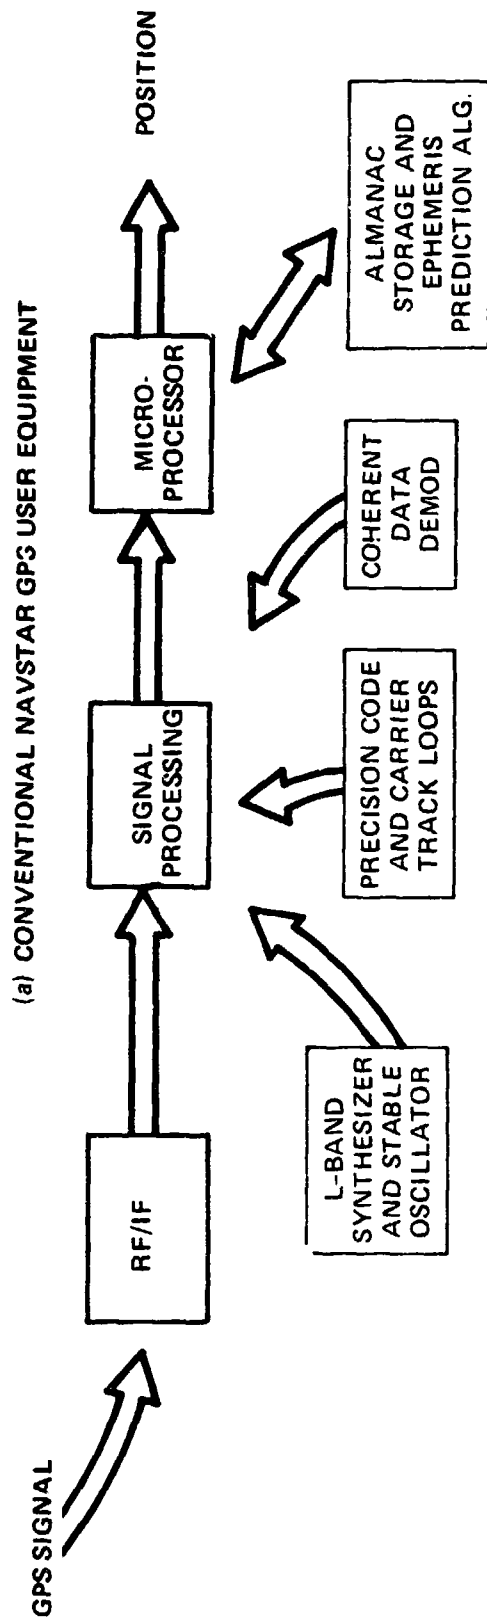 (a) CONVENTIONAL NAVSTAR GPS USER EQUIPMENT
GPS SIGNAL
RF/IF
SIGNAL
PROCESSING
MICRO-
PROCESSOR
POSITION
L-BAND
SYNTHESIZER
AND STABLE
OSCILLATOR
PRECISION CODE
AND CARRIER
TRACK LOOPS
COHERENT
DATA
DEMOD
ALMANAC
STORAGE AND
EPHEMERIS
PREDICTION ALG.